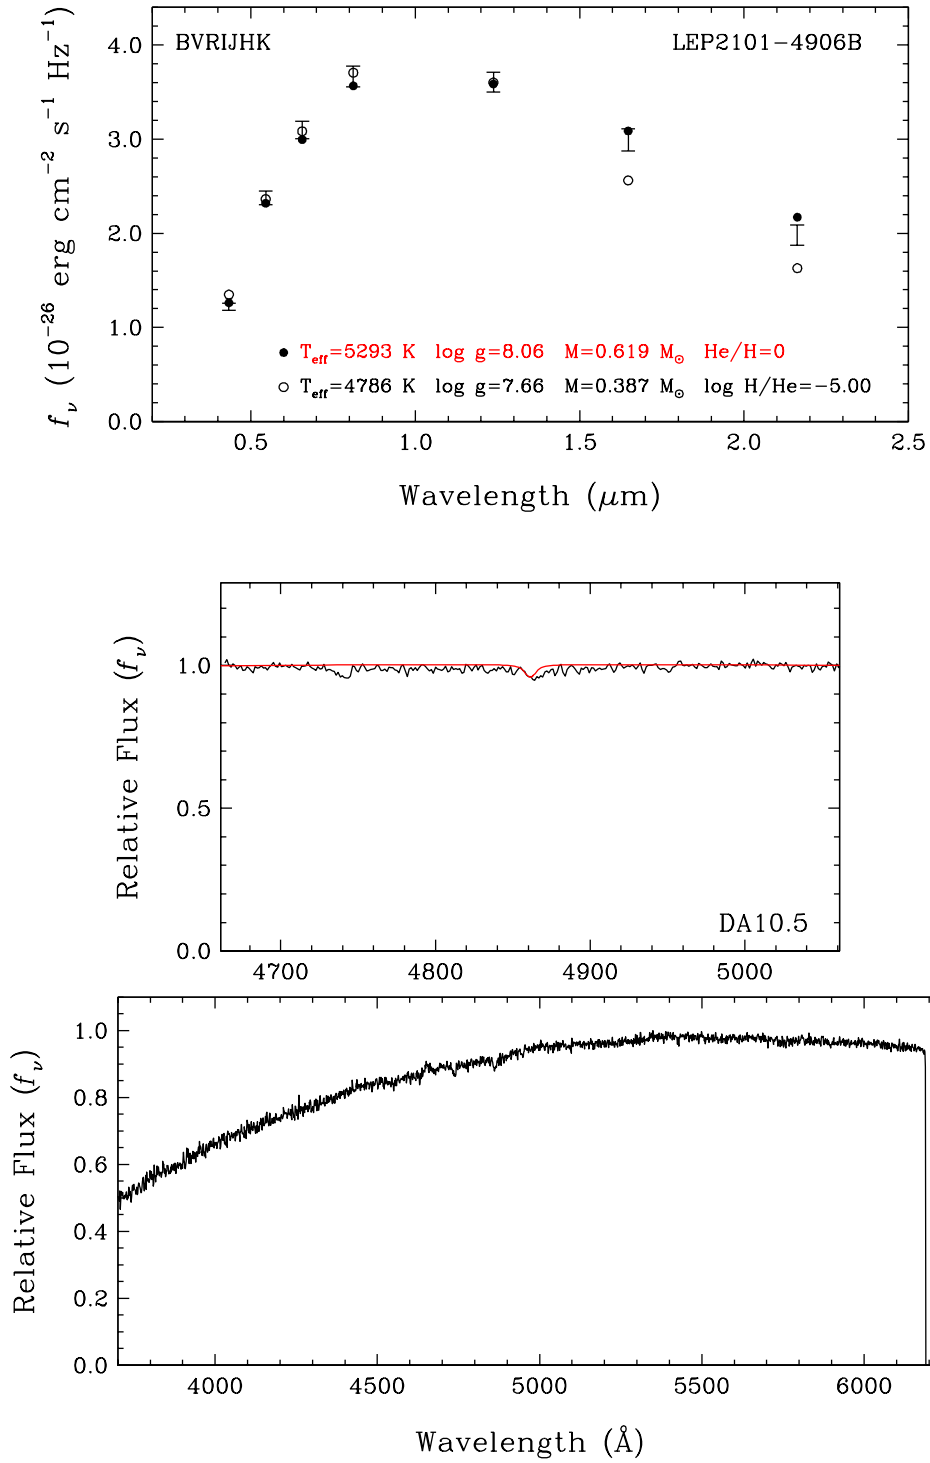 BVRIJHK LEP2101−4906B
f_ν (10^−26 erg cm^−2 s^−1 Hz^−1)
4.0
3.0
2.0
1.0
0.0
● T_eff=5293 K log g=8.06 M=0.619 M_⊙ He/H=0
○ T_eff=4786 K log g=7.66 M=0.387 M_⊙ log H/He=−5.00
0.5 1.0 1.5 2.0 2.5
Wavelength (μm)
Relative Flux (f_ν)
1.0
0.5
0.0
DA10.5
4700 4800 4900 5000
Relative Flux (f_ν)
1.0
0.8
0.6
0.4
0.2
0.0
4000 4500 5000 5500 6000
Wavelength (Å)